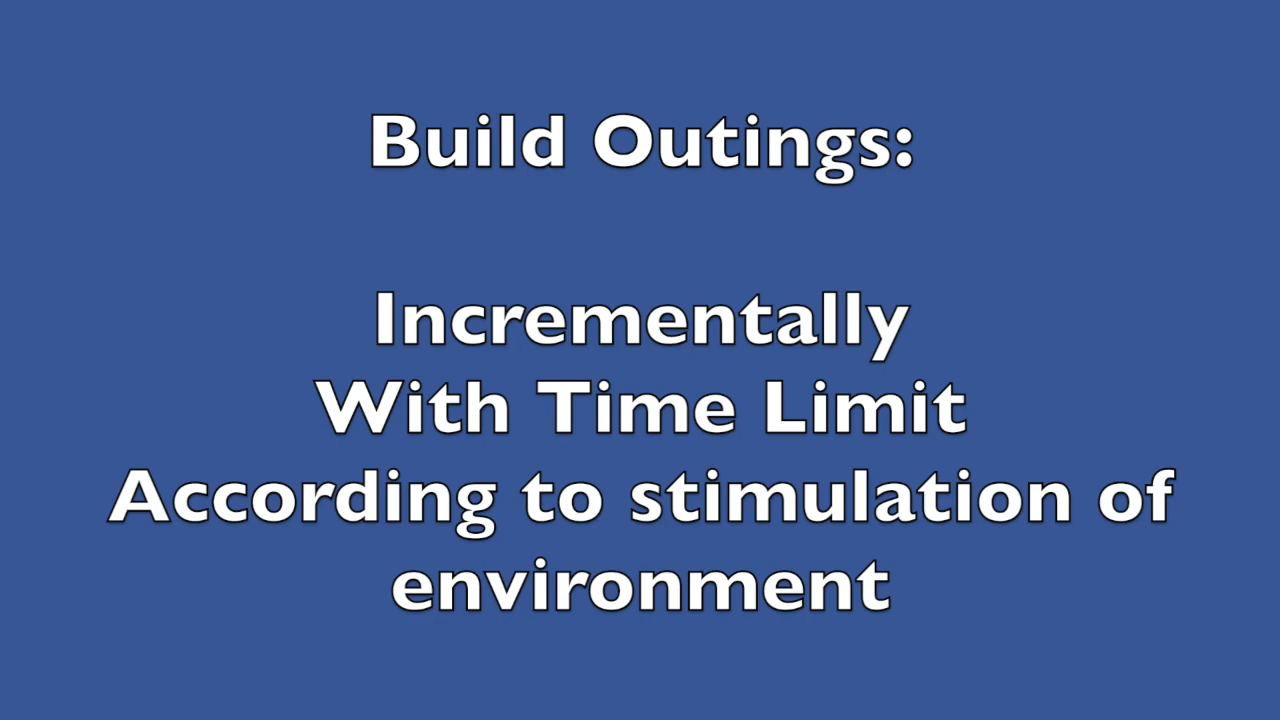 Build Outings:
Incrementally
With Time Limit
According to stimulation of
environment